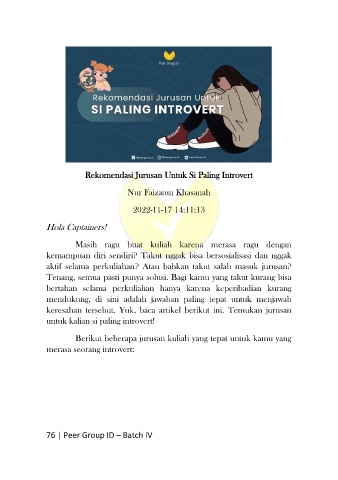 Peer Group ID
Rekomendasi Jurusan Untuk
SI PALING INTROVERT
Rekomendasi Jurusan Untuk Si Paling Introvert
Nur Faizatun Khasanah
2022-11-17 14:11:13
Hola Captainers!
Masih ragu buat kuliah karena merasa ragu dengan
kemampuan diri sendiri? Takut nggak bisa bersosialisasi dan nggak
aktif selama perkuliahan? Atau bahkan takut salah masuk jurusan?
Tenang, semua pasti punya solusi. Bagi kamu yang takut kurang bisa
bertahan selama perkuliahan hanya karena keperibadian kurang
mendukung, di sini adalah jawaban paling tepat untuk menjawab
keresahan tersebut. Yuk, baca artikel berikut ini. Temukan jurusan
untuk kalian si paling introvert!
Berikut beberapa jurusan kuliah yang tepat untuk kamu yang
merasa seorang introvert:
76 | Peer Group ID – Batch IV